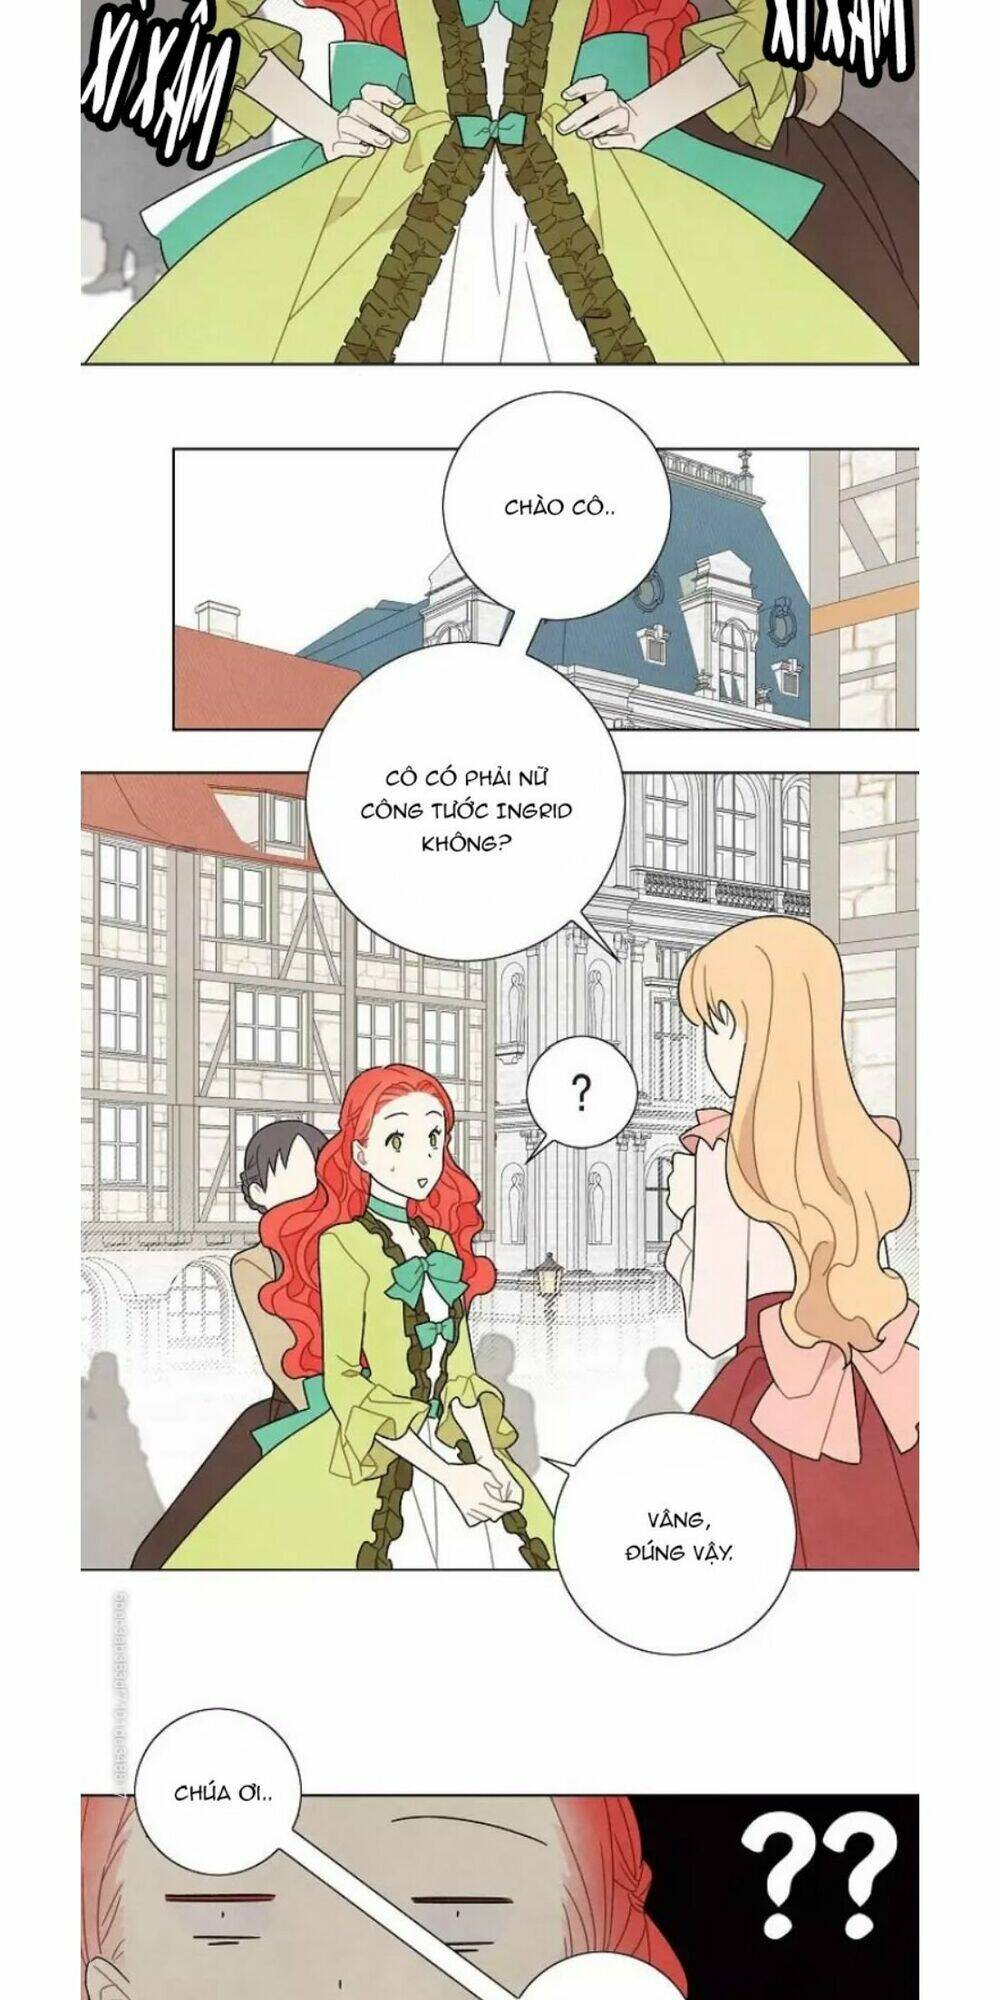 XÌ XẦM
XÌ XẦM
CHÀO CÔ..
CÔ CÓ PHẢI NỮ
CÔNG TƯỚC INGRID
KHÔNG?
?
VÂNG,
ĐÚNG VẬY.
CHÚA ƠI..
??